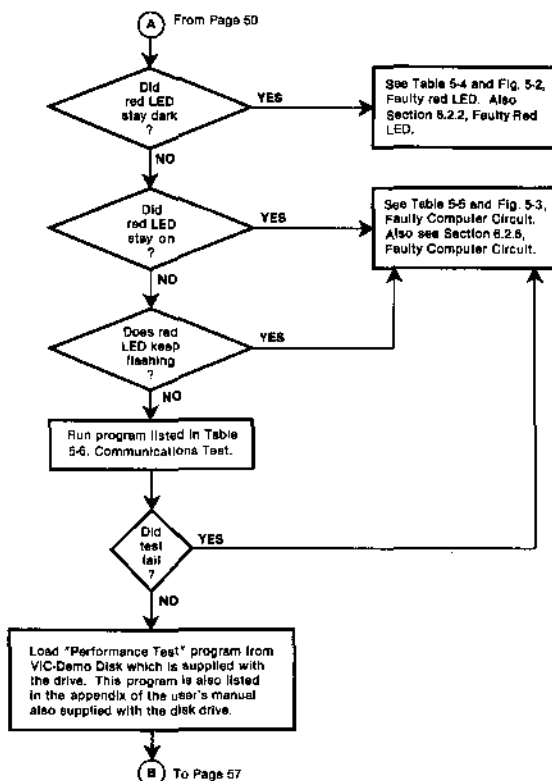 A
From Page 50
Did
red LED
stay dark
?
YES
See Table 5-4 and Fig. 5-2,
Faulty red LED. Also
Section 6.2.2, Faulty Red
LED.
NO
Did
red LED
stay on
?
YES
See Table 5-5 and Fig. 5-3,
Faulty Computer Circuit.
Also see Section 6.2.6,
Faulty Computer Circuit.
NO
Does red
LED keep
flashing
?
YES
NO
Run program listed in Table
5-6. Communications Test.
Did
test
fail
?
YES
NO
Load "Performance Test" program from
VIC-Demo Disk which is supplied with
the drive. This program is also listed
in the appendix of the user's manual
also supplied with the disk drive.
B
To Page 57